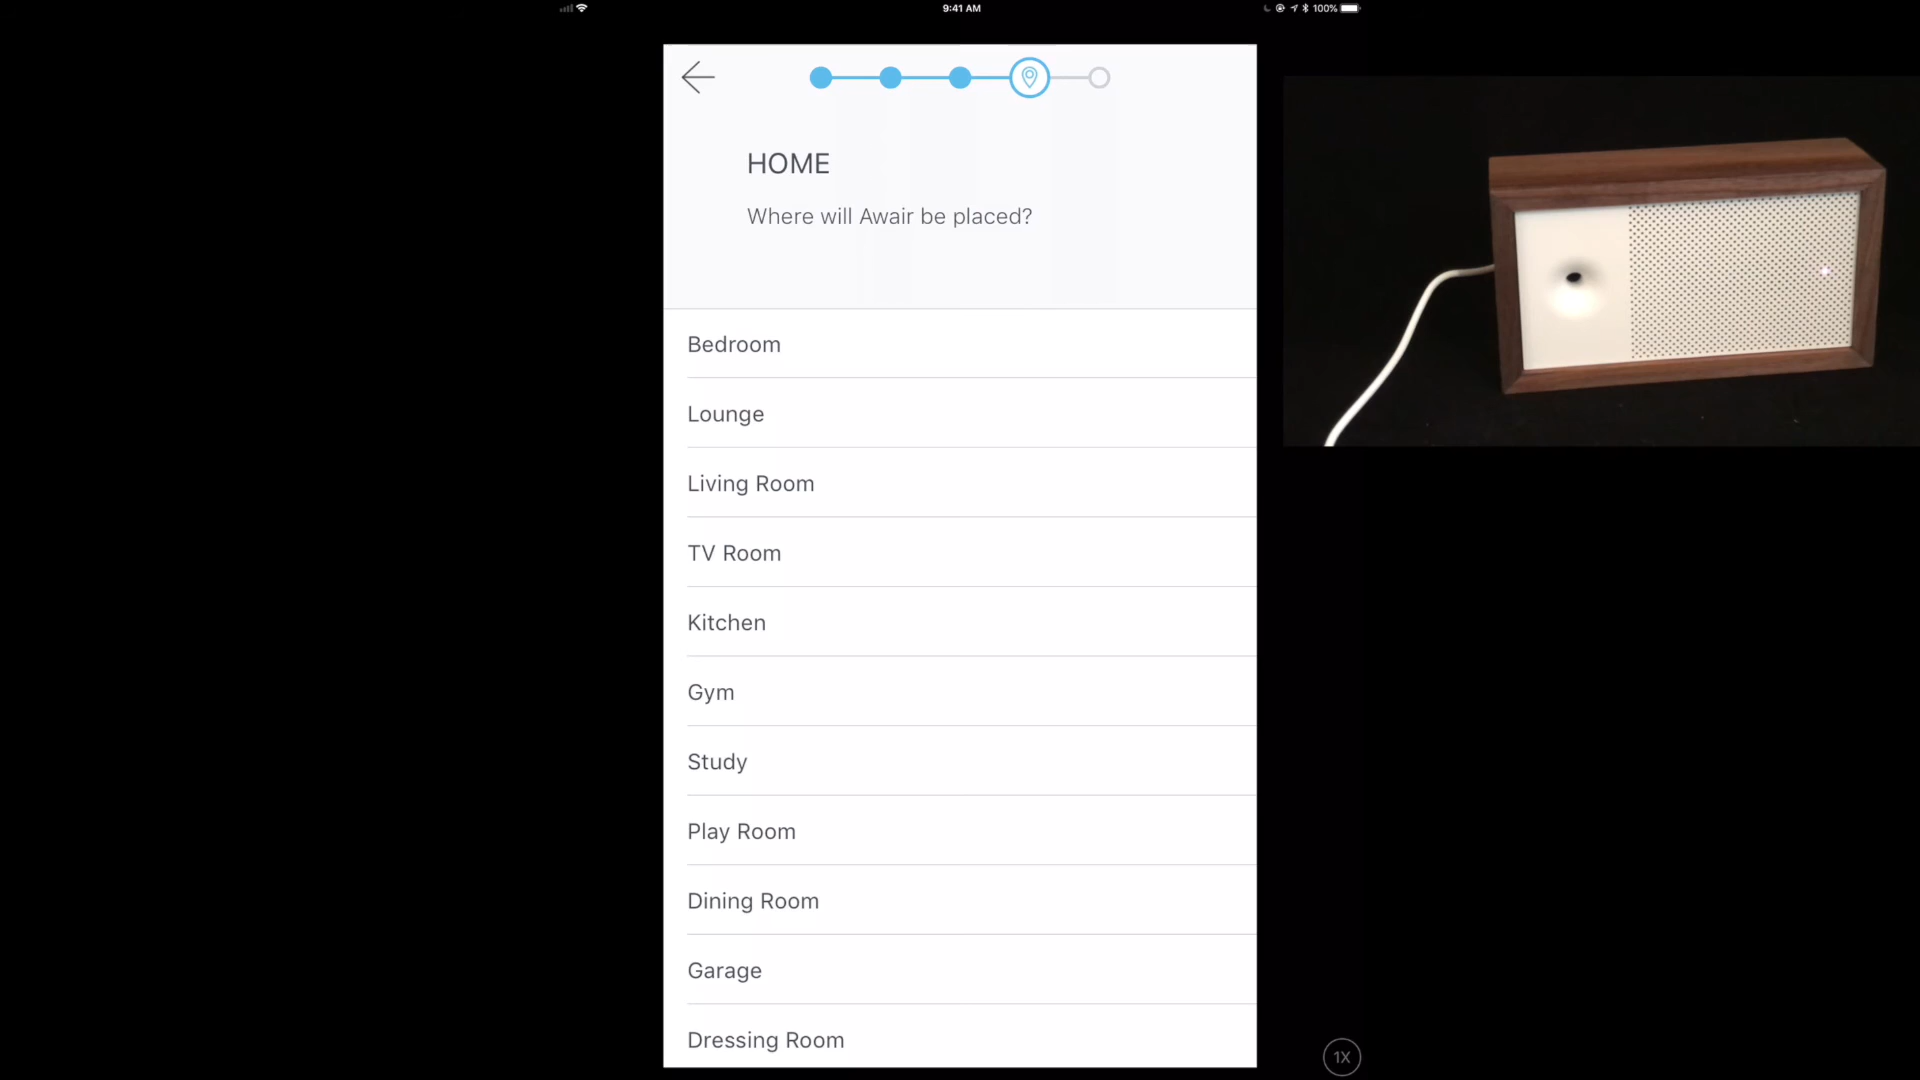 9:41 AM
100%
HOME
Where will Awair be placed?
Bedroom
Lounge
Living Room
TV Room
Kitchen
Gym
Study
Play Room
Dining Room
Garage
Dressing Room
1X